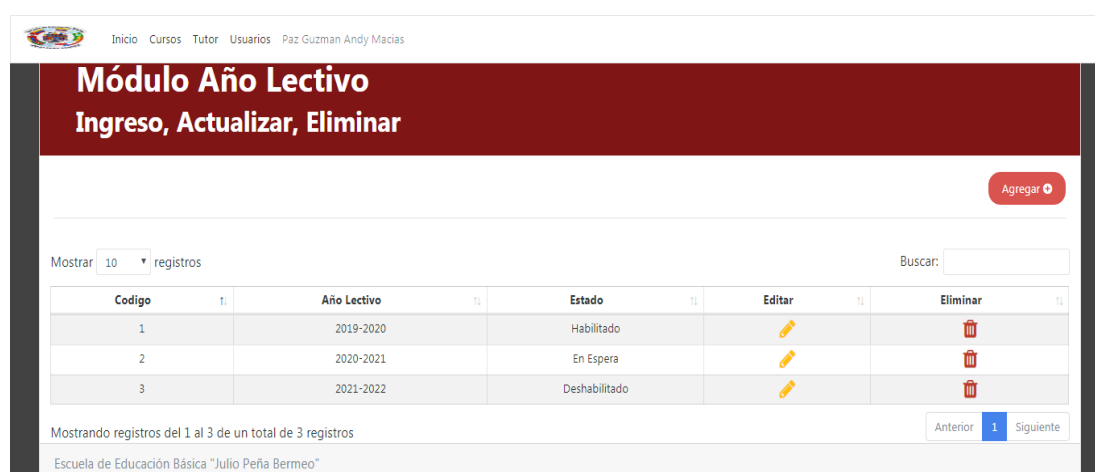 Inicio Cursos Tutor Usuarios Paz Guzman Andy Macias
Módulo Año Lectivo
Ingreso, Actualizar, Eliminar
Agregar
Mostrar 10 registros Buscar:
Codigo Año Lectivo Estado Editar Eliminar
1 2019-2020 Habilitado
2 2020-2021 En Espera
3 2021-2022 Deshabilitado
Mostrando registros del 1 al 3 de un total de 3 registros Anterior 1 Siguiente
Escuela de Educación Básica "Julio Peña Bermeo"